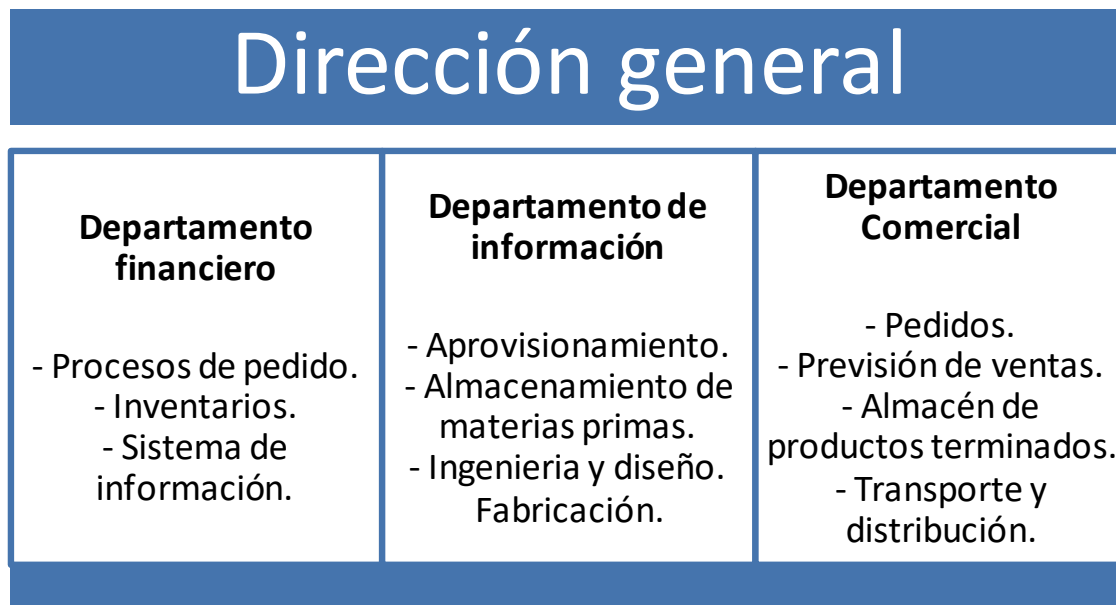 Dirección general
Departamento
financiero
- Procesos de pedido.
- Inventarios.
- Sistema de
información.
Departamento de
información
- Aprovisionamiento.
- Almacenamiento de
materias primas.
- Ingenieria y diseño.
Fabricación.
Departamento
Comercial
- Pedidos.
- Previsión de ventas.
- Almacén de
productos terminados.
- Transporte y
distribución.